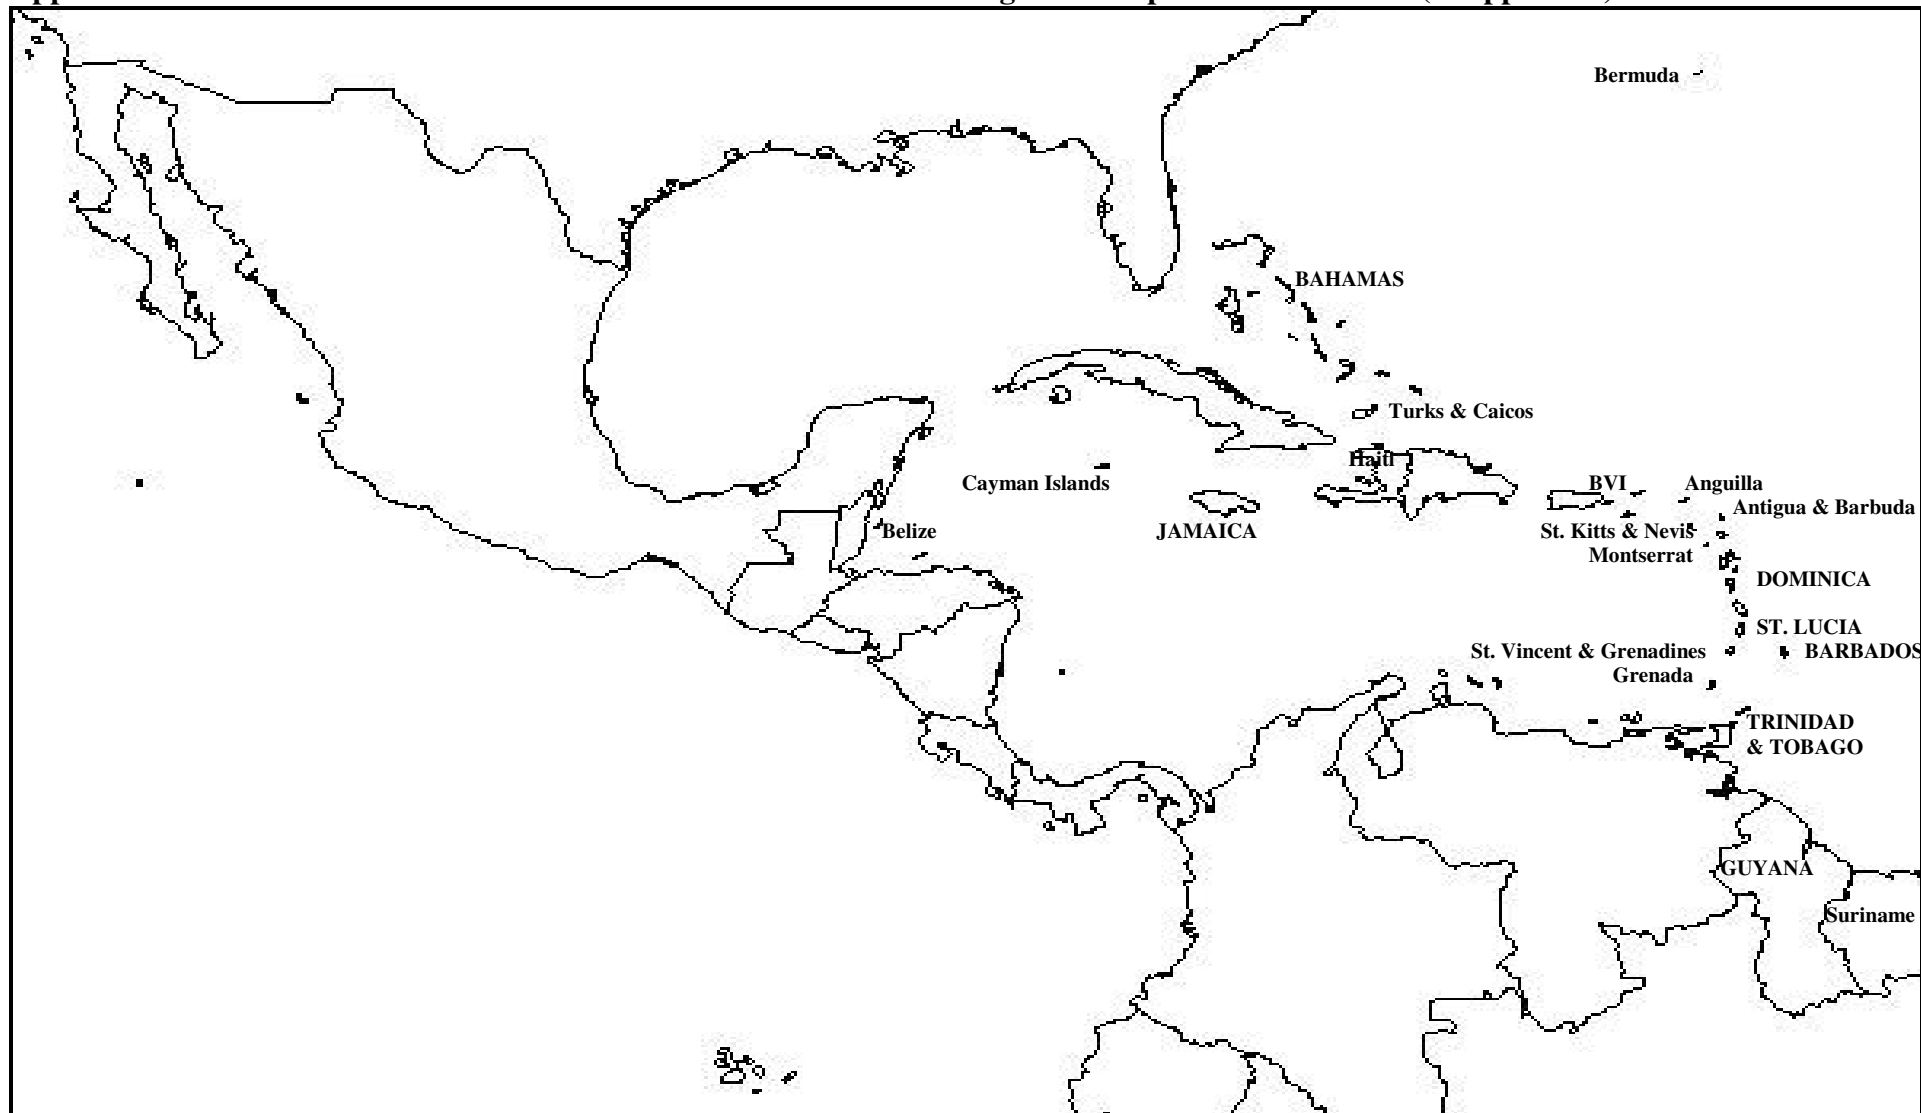 Bermuda
BAHAMAS
Turks & Caicos
Haiti
Cayman Islands
BVI
Anguilla
Antigua & Barbuda
Belize
JAMAICA
St. Kitts & Nevis
Montserrat
DOMINICA
ST. LUCIA
St. Vincent & Grenadines
BARBADOS
Grenada
TRINIDAD
& TOBAGO
GUYANA
Suriname